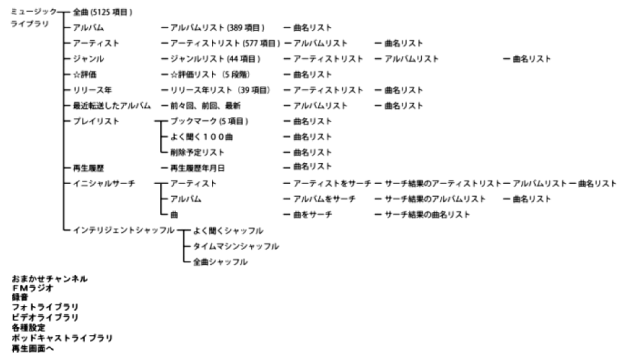 ミュージック
ライブラリ
全曲 (5125 項目 )
アルバム アルバムリスト (389 項目 ) 曲名リスト
アーティスト アーティストリスト (577 項目 ) アルバムリスト 曲名リスト
ジャンル ジャンルリスト (44 項目 ) アーティストリスト アルバムリスト 曲名リスト
☆評価 ☆評価リスト（5 段階） 曲名リスト
リリース年 リリース年リスト（39 項目） アーティストリスト 曲名リスト
最近転送したアルバム 前々回、前回、最新 アルバムリスト 曲名リスト
プレイリスト ブックマーク (5 項目 ) 曲名リスト
よく聞く１００曲 曲名リスト
削除予定リスト 曲名リスト
再生履歴 再生履歴年月日 曲名リスト
イニシャルサーチ アーティスト アーティストをサーチ サーチ結果のアーティストリスト アルバムリスト 曲名リスト
アルバム アルバムをサーチ サーチ結果のアルバムリスト 曲名リスト
曲 曲をサーチ サーチ結果の曲名リスト
インテリジェントシャッフル よく聞くシャッフル
タイムマシンシャッフル
全曲シャッフル
おまかせチャンネル
ＦＭラジオ
録音
フォトライブラリ
ビデオライブラリ
各種設定
ポッドキャストライブラリ
再生画面へ